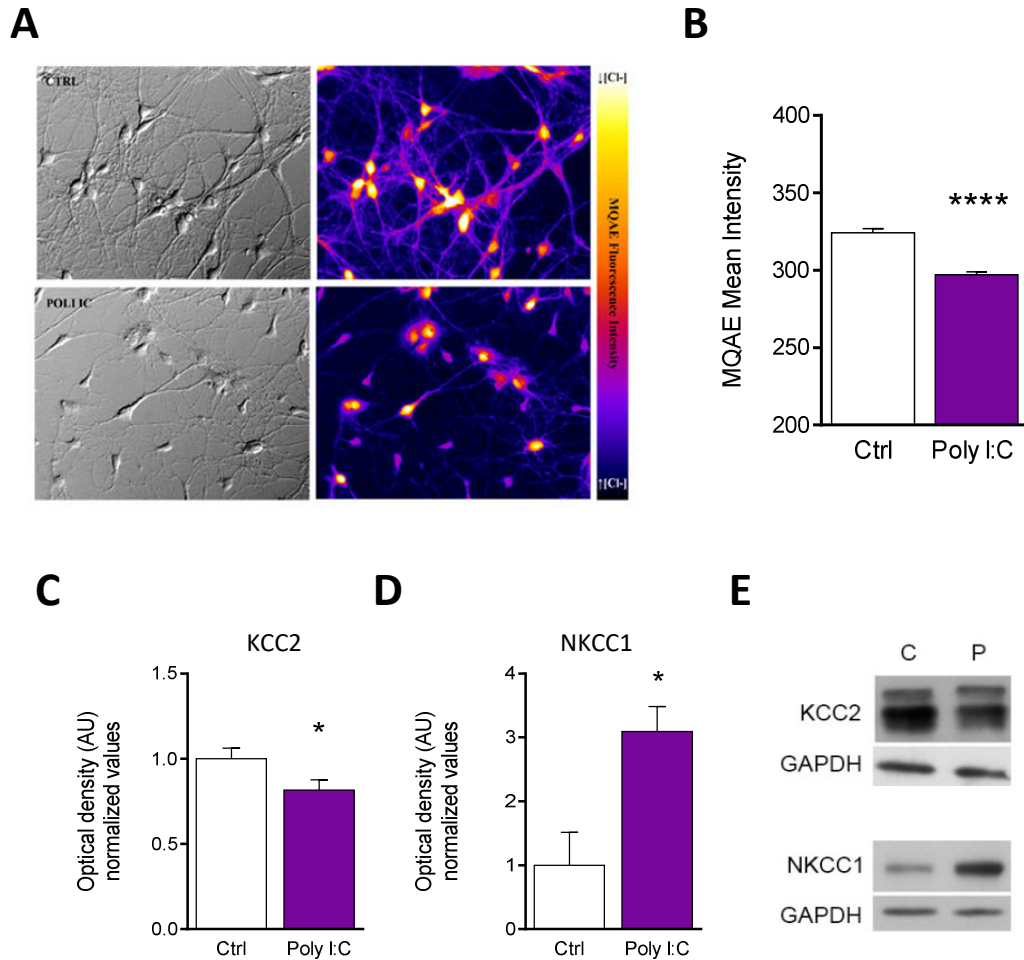 A
CTRL
POLI IC
↓[Cl-]
MQAE Fluorescence Intensity
↑[Cl-]
B
MQAE Mean Intensity
400
350
300
250
200
****
Ctrl
Poly I:C
C
KCC2
Optical density (AU)
normalized values
1.5
1.0
0.5
0.0
*
Ctrl
Poly I:C
D
NKCC1
Optical density (AU)
normalized values
4
3
2
1
0
*
Ctrl
Poly I:C
E
C P
KCC2
GAPDH
NKCC1
GAPDH